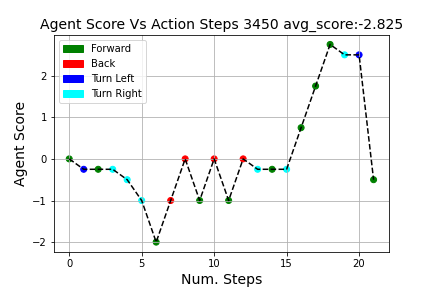 Agent Score Vs Action Steps 3450 avg_score:-2.825
Forward
Back
Turn Left
Turn Right
Agent Score
2
1
0
−1
−2
0 5 10 15 20
Num. Steps